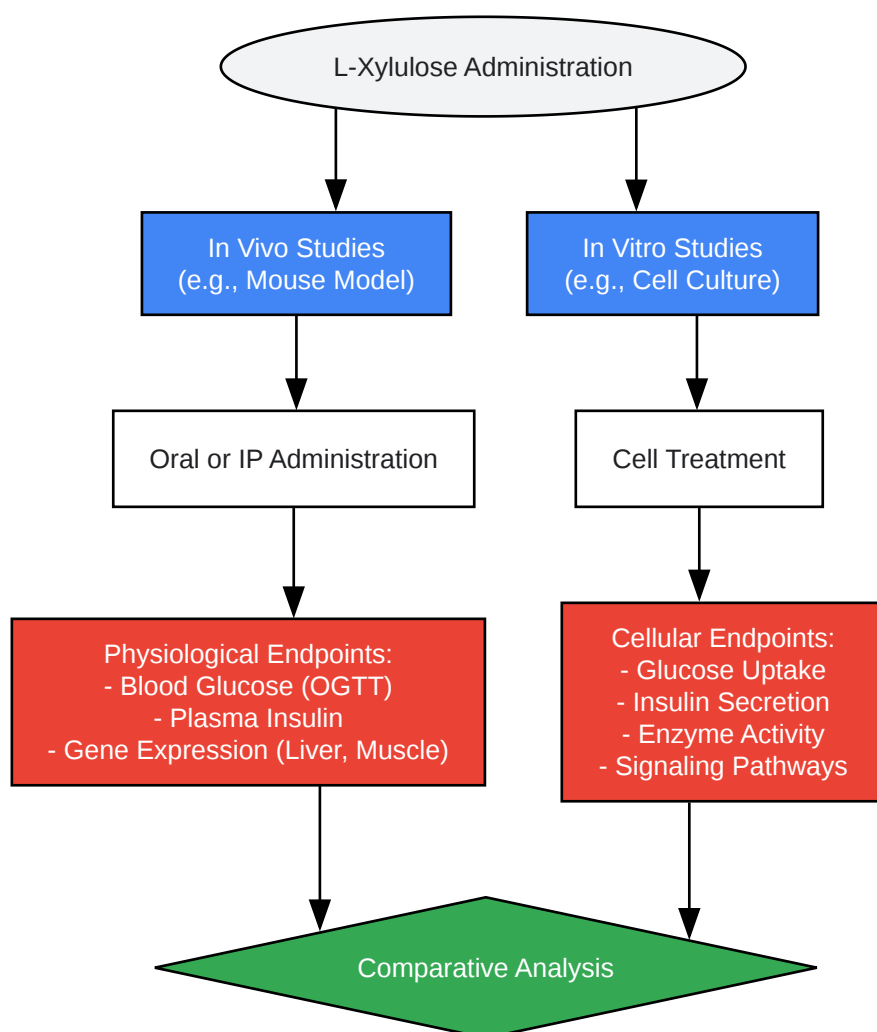 L-Xylulose Administration
In Vivo Studies
(e.g., Mouse Model)
In Vitro Studies
(e.g., Cell Culture)
Oral or IP Administration
Cell Treatment
Physiological Endpoints:
- Blood Glucose (OGTT)
- Plasma Insulin
- Gene Expression (Liver, Muscle)
Cellular Endpoints:
- Glucose Uptake
- Insulin Secretion
- Enzyme Activity
- Signaling Pathways
Comparative Analysis